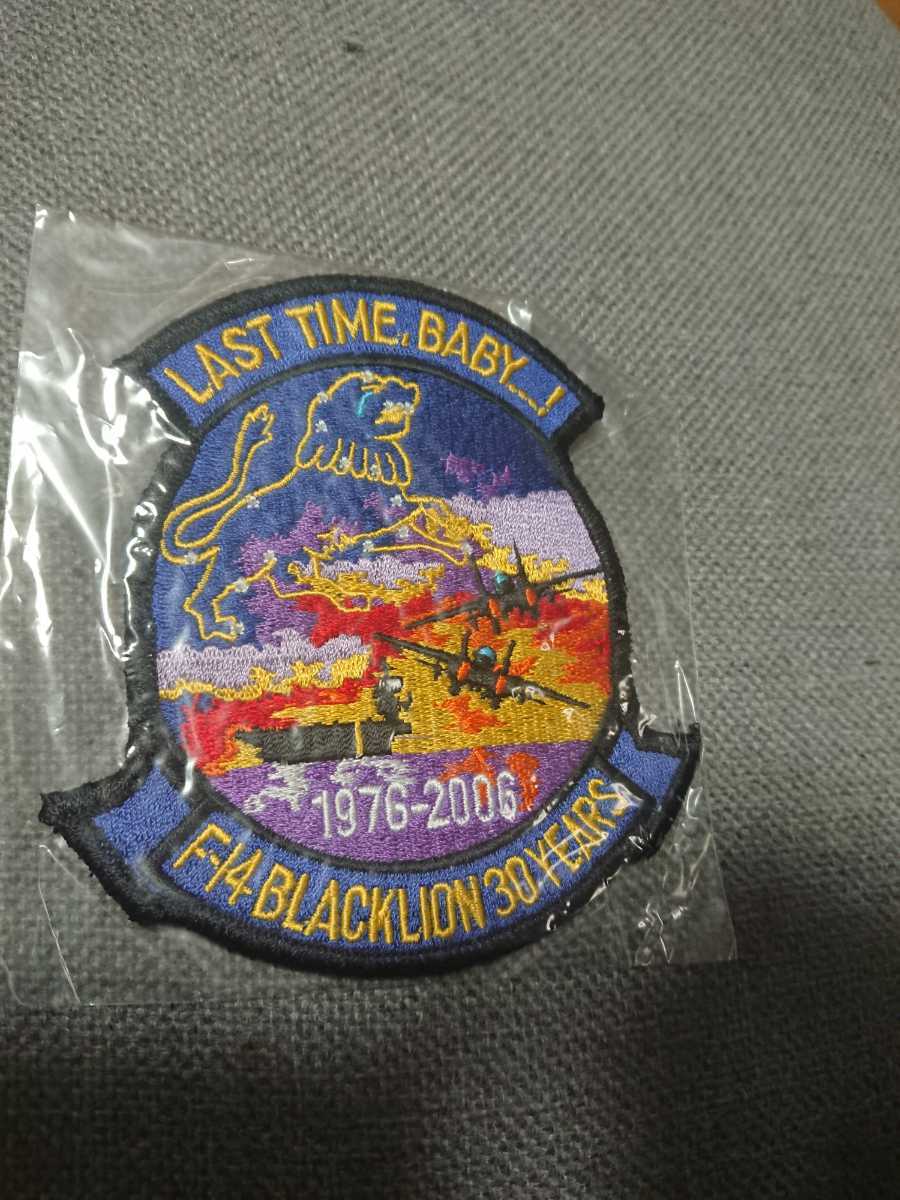 LAST TIME, BABY...!
1976-2006
F-14 BLACKLION 30 YEARS